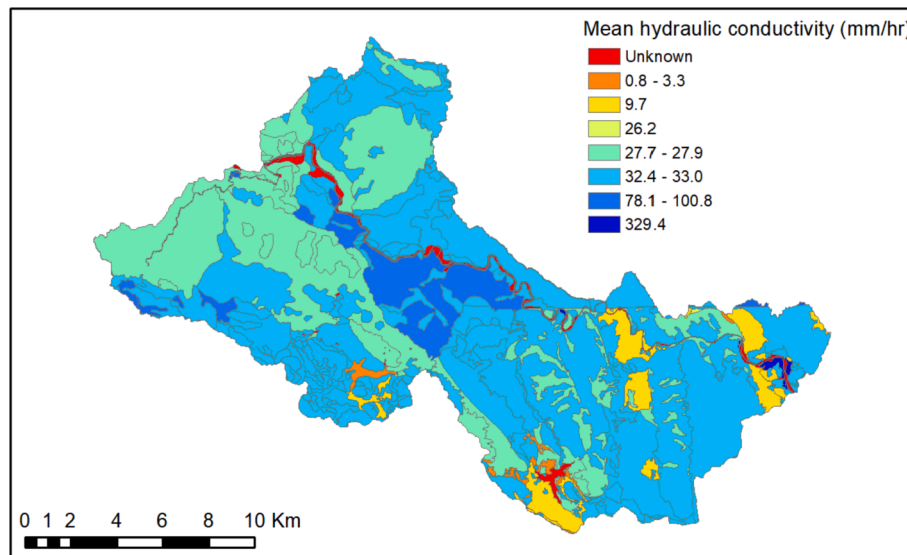 Mean hydraulic conductivity (mm/hr)
Unknown
0.8 - 3.3
9.7
26.2
27.7 - 27.9
32.4 - 33.0
78.1 - 100.8
329.4
0 1 2 4 6 8 10 Km